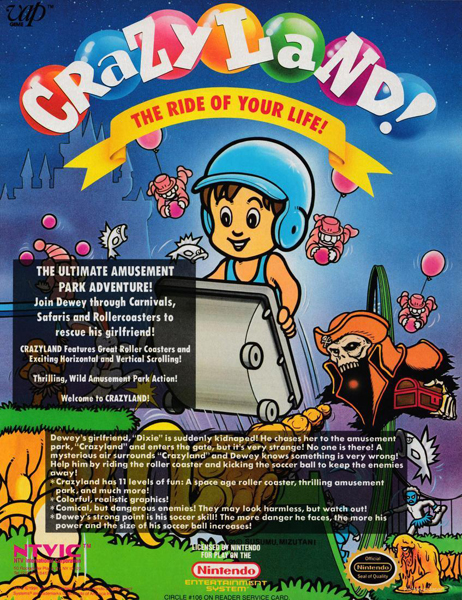 vap™
CRAZYLAND!
THE RIDE OF YOUR LIFE!
THE ULTIMATE AMUSEMENT
PARK ADVENTURE!
Join Dewey through Carnivals,
Safaris and Rollercoasters to
rescue his girlfriend!
CRAZYLAND Features Great Roller Coasters and
Exciting Horizontal and Vertical Scrolling!
Thrilling, Wild Amusement Park Action!
Welcome to CRAZYLAND!
Dewey's girlfriend, "Dixie" is suddenly kidnaped! He chases her to the amusement
park, "Crazyland" and enters the gate, but it's very strange! No one is there! A
mysterious air surrounds "Crazyland" and Dewey knows something is very wrong!
Help him by riding the roller coaster and kicking the soccer ball to keep the enemies
away!
*Crazyland has 11 levels of fun: A space age roller coaster, thrilling amusement
park, and much more!
*Colorful, realistic graphics!
*Comical, but dangerous enemies! They may look harmless, but watch out!
*Dewey's strong point is his soccer skill! The more danger he faces, the more his
power and the size of his soccer ball increases!
MIZUTANI
NTVIC™
LICENSED BY NINTENDO
FOR PLAY ON THE
Nintendo
ENTERTAINMENT
SYSTEM
Official
Nintendo
Seal of Quality
CIRCLE #106 ON READER SERVICE CARD